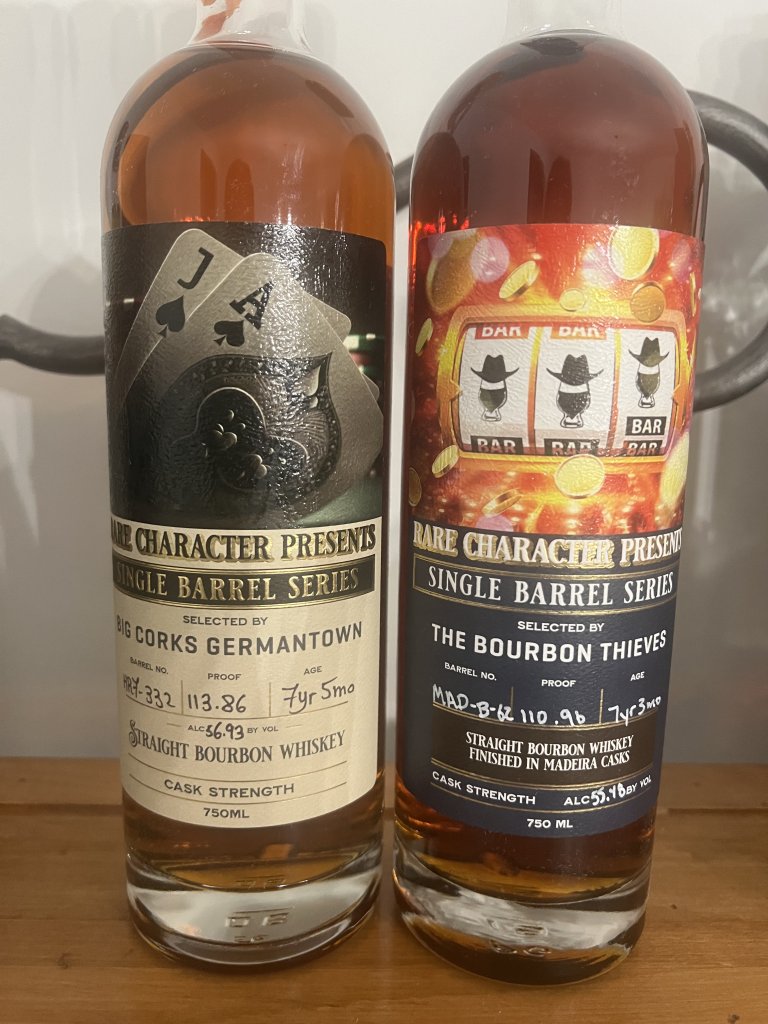 J
A
RARE CHARACTER PRESENTS
SINGLE BARREL SERIES
SELECTED BY
BIG CORKS GERMANTOWN
BARREL NO. PROOF AGE
113.86 7yr 5mo
ALC 56.93 BY VOL
STRAIGHT BOURBON WHISKEY
CASK STRENGTH
750ML
BAR BAR
BAR
BAR BAR BAR
RARE CHARACTER PRESENTS
SINGLE BARREL SERIES
SELECTED BY
THE BOURBON THIEVES
BARREL NO. PROOF AGE
MAD-B-62 110.96 7yr 3mo
STRAIGHT BOURBON WHISKEY
FINISHED IN MADEIRA CASKS
CASK STRENGTH ALC 55.48 BY VOL
750 ML